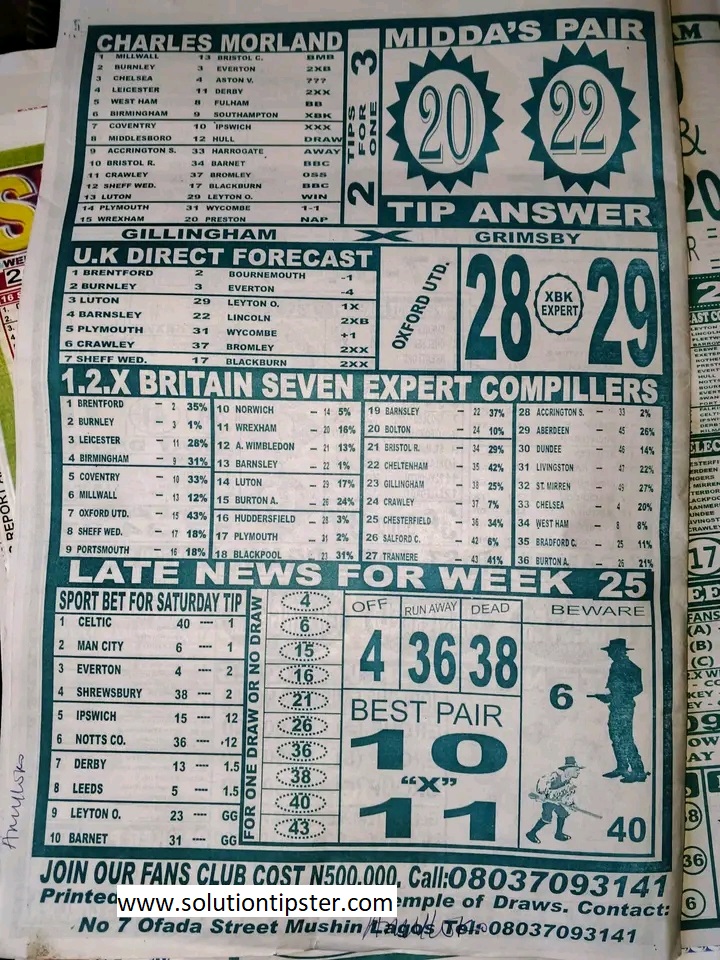 CHARLES MORLAND
1 MILLWALL 13 BRISTOL C. BMB
2 BURNLEY 3 EVERTON 2XB
3 CHELSEA 4 ASTON V. ???
4 LEICESTER 11 DERBY 2XX
5 WEST HAM 8 FULHAM BB
6 BIRMINGHAM 9 SOUTHAMPTON XBK
7 COVENTRY 10 IPSWICH XXX
8 MIDDLESBORO 12 HULL DRAW
9 ACCRINGTON S. 33 HARROGATE AWAY
10 BRISTOL R. 34 BARNET BBC
11 CRAWLEY 37 BROMLEY OSS
12 SHEFF WED. 17 BLACKBURN BBC
13 LUTON 29 LEYTON O. WIN
14 PLYMOUTH 31 WYCOMBE 1-1
15 WREXHAM 20 PRESTON NAP
2 TIPS FOR ONE 3
MIDDA'S PAIR
20 22
TIP ANSWER
GILLINGHAM X GRIMSBY
U.K DIRECT FORECAST
1 BRENTFORD 2 BOURNEMOUTH -1
2 BURNLEY 3 EVERTON -4
3 LUTON 29 LEYTON O. 1X
4 BARNSLEY 22 LINCOLN 2XB
5 PLYMOUTH 31 WYCOMBE +1
6 CRAWLEY 37 BROMLEY 2XX
7 SHEFF WED. 17 BLACKBURN 2XX
OXFORD UTD.
28 XBK EXPERT 29
1.2.X BRITAIN SEVEN EXPERT COMPILLERS
1 BRENTFORD - 2 35%
2 BURNLEY - 3 1%
3 LEICESTER - 11 28%
4 BIRMINGHAM - 9 31%
5 COVENTRY - 10 33%
6 MILLWALL - 13 12%
7 OXFORD UTD. - 15 43%
8 SHEFF WED. - 17 18%
9 PORTSMOUTH - 16 18%
10 NORWICH - 14 5%
11 WREXHAM - 20 16%
12 A. WIMBLEDON - 21 13%
13 BARNSLEY - 22 1%
14 LUTON - 29 17%
15 BURTON A. - 26 24%
16 HUDDERSFIELD - 28 3%
17 PLYMOUTH - 31 2%
18 BLACKPOOL - 23 31%
19 BARNSLEY 22 37%
20 BOLTON - 24 10%
21 BRISTOL R. - 34 29%
22 CHELTENHAM - 35 42%
23 GILLINGHAM - 38 25%
24 CRAWLEY - 37 7%
25 CHESTERFIELD - 36 34%
26 SALFORD C. - 42 6%
27 TRANMERE - 43 41%
28 ACCRINGTON S. - 33 2%
29 ABERDEEN - 45 26%
30 DUNDEE - 46 14%
31 LIVINGSTON - 47 22%
32 ST. MIRREN - 49 27%
33 CHELSEA - 4 20%
34 WEST HAM - 8 8%
35 BRADFORD C. - 25 11%
36 BURTON A. - 26 21%
LATE NEWS FOR WEEK 25
SPORT BET FOR SATURDAY TIP
1 CELTIC 40 ---- 1
2 MAN CITY 6 ---- 1
3 EVERTON 4 ---- 2
4 SHREWSBURY 38 ---- 2
5 IPSWICH 15 ---- 12
6 NOTTS CO. 36 ---- 12
7 DERBY 13 ---- 1.5
8 LEEDS 5 ---- 1.5
9 LEYTON O. 23 ---- GG
10 BARNET 31 ---- GG
FOR ONE DRAW OR NO DRAW
4
6
15
16
21
26
36
38
40
43
OFF RUN AWAY DEAD
4 36 38
BEST PAIR
10
"X"
11
BEWARE
6
40
JOIN OUR FANS CLUB COST N500.000, Call:08037093141
Printed
www.solutiontipster.com
emple of Draws. Contact:
No 7 Ofada Street Mushin Lagos Tel: 08037093141